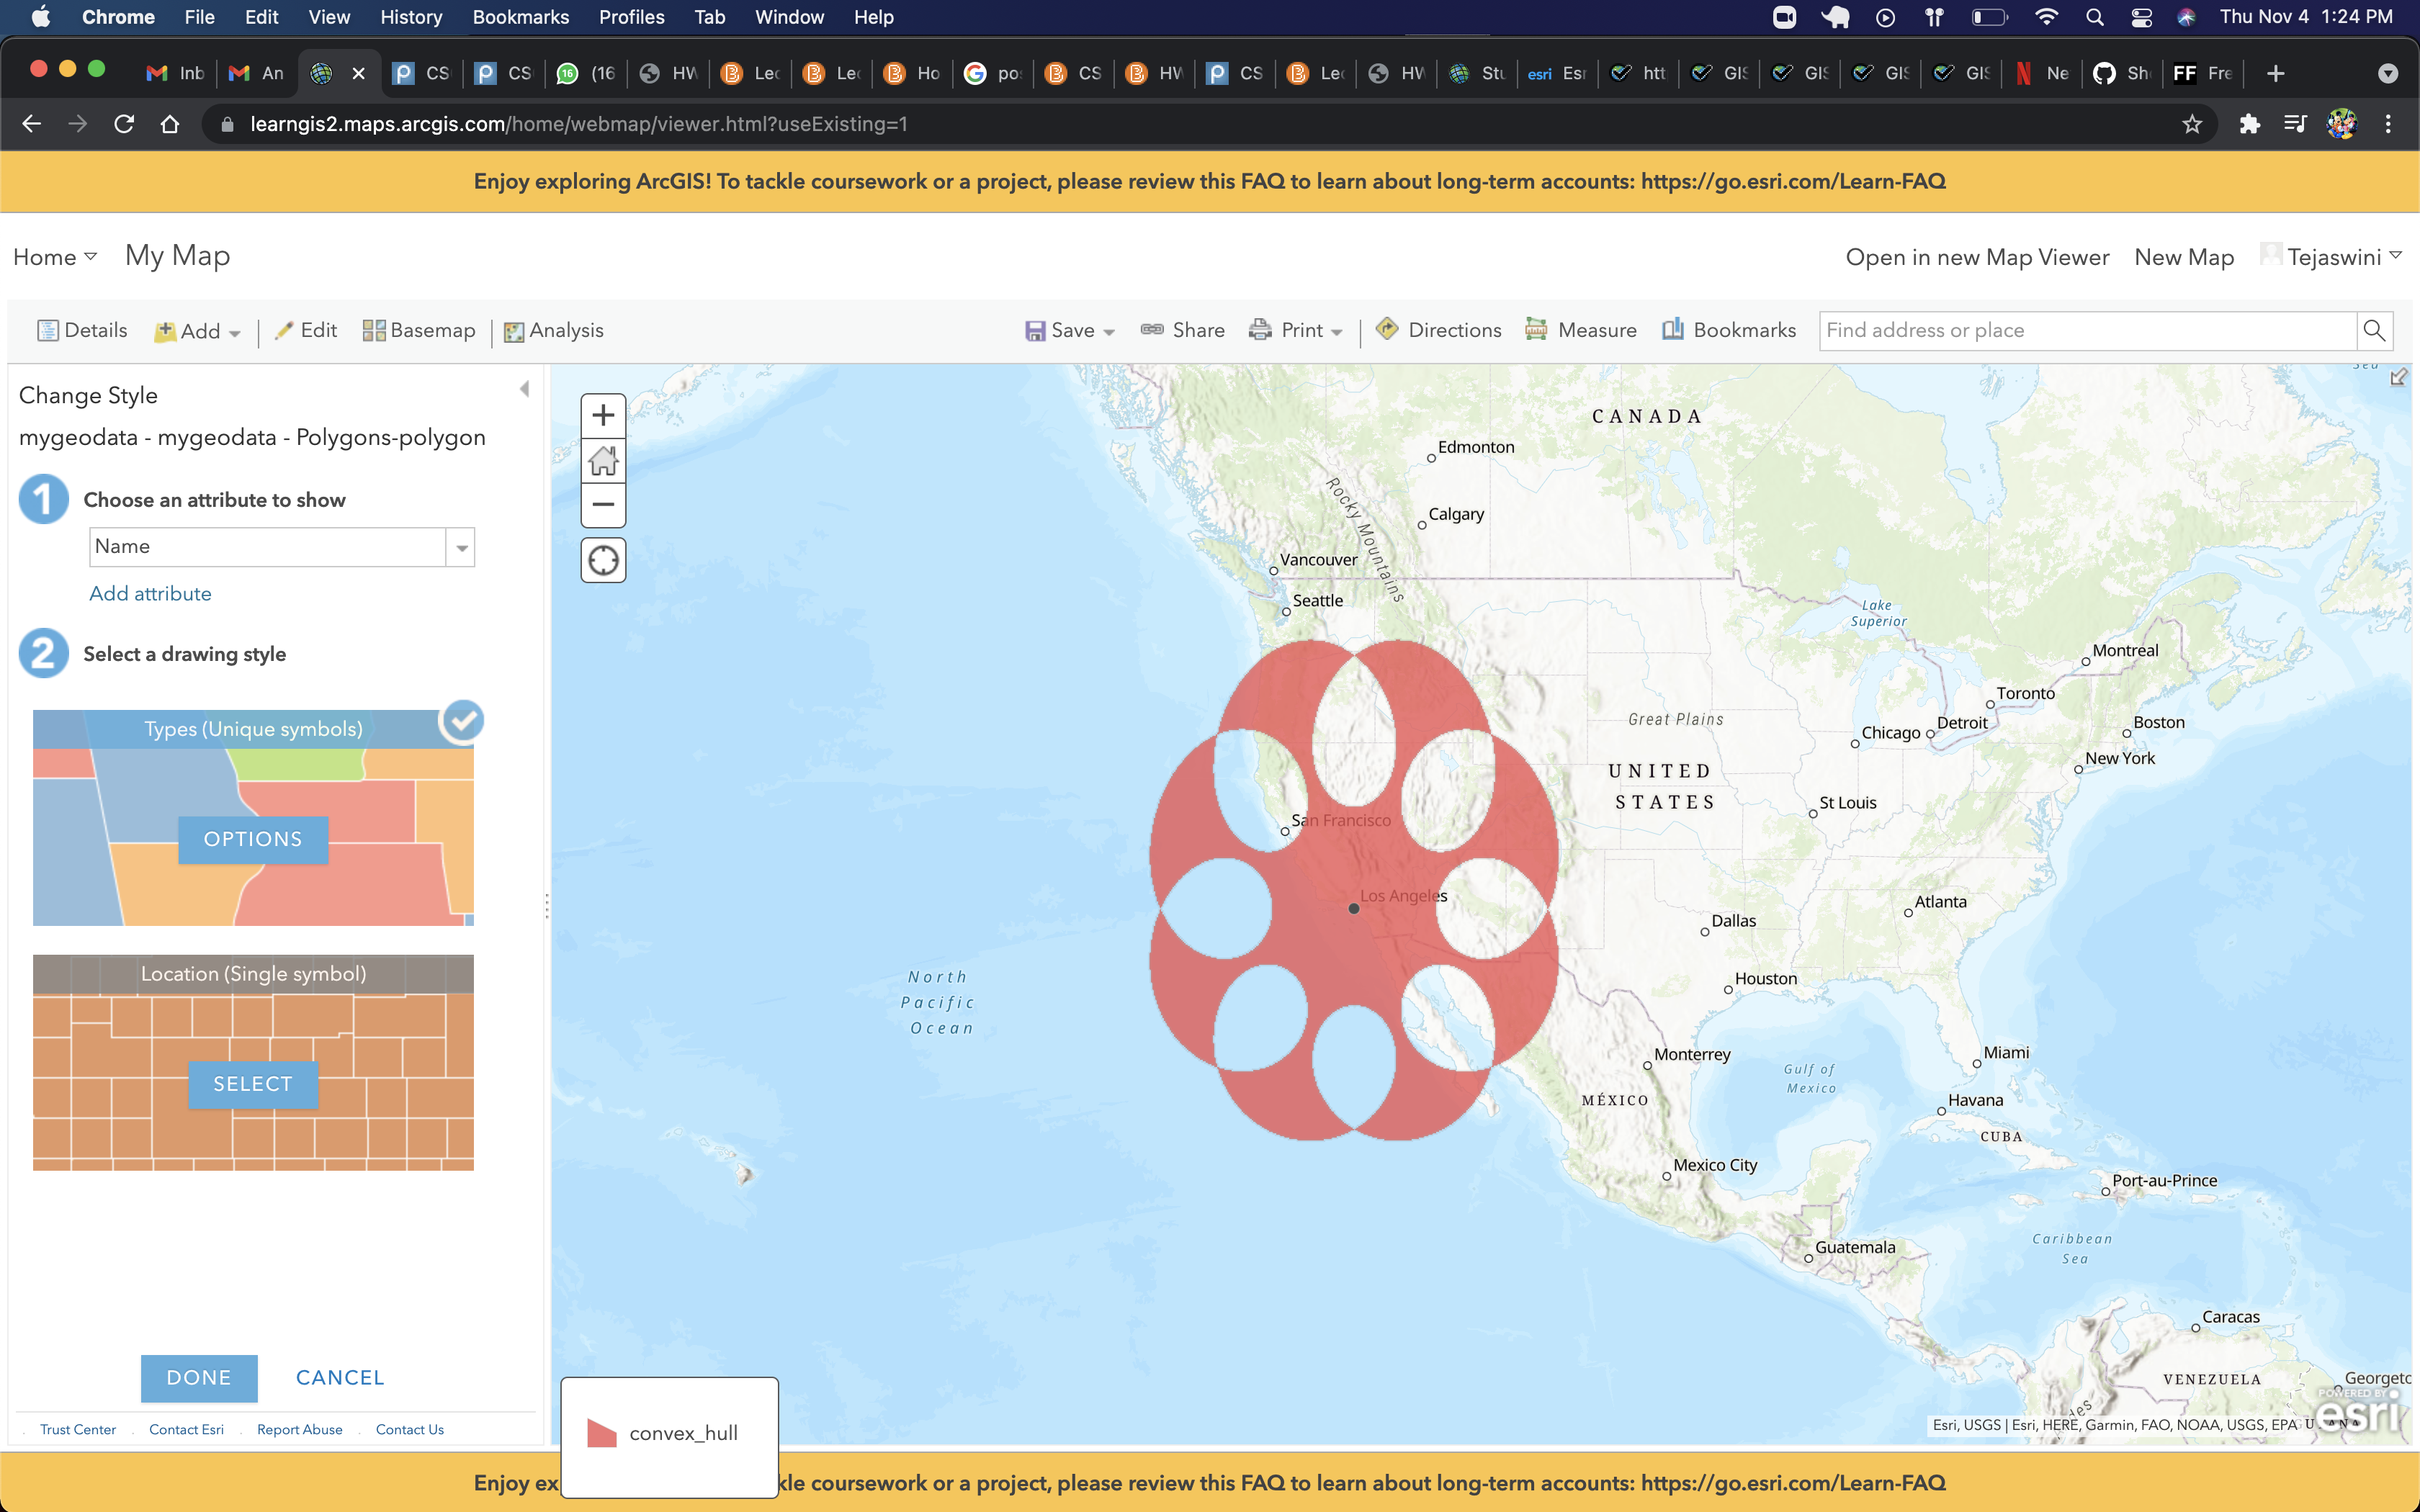 Chrome File Edit View History Bookmarks Profiles Tab Window Help Thu Nov 4 1:24 PM
Inb An CS CS (16 HW Lec Lec Ho po CS HW CS Lec HW Stu esri Esr htt GIS GIS GIS GIS Ne Sh FF Fre
learngis2.maps.arcgis.com/home/webmap/viewer.html?useExisting=1
Enjoy exploring ArcGIS! To tackle coursework or a project, please review this FAQ to learn about long-term accounts: https://go.esri.com/Learn-FAQ
Home My Map Open in new Map Viewer New Map Tejaswini
Details Add Edit Basemap Analysis Save Share Print Directions Measure Bookmarks Find address or place
Change Style
mygeodata - mygeodata - Polygons-polygon
1 Choose an attribute to show
Name
Add attribute
2 Select a drawing style
Types (Unique symbols)
OPTIONS
Location (Single symbol)
SELECT
DONE CANCEL
Trust Center Contact Esri Report Abuse Contact Us
CANADA
Edmonton
Rocky Mountains
Calgary
Vancouver
Seattle
Lake
Superior
Montreal
Toronto
Great Plains
Chicago
Detroit
Boston
New York
UNITED
STATES
St Louis
San Francisco
Los Angeles
Atlanta
Dallas
North
Pacific
Ocean
Houston
Monterrey
Miami
Gulf of
Mexico
MÉXICO
Havana
CUBA
Mexico City
Port-au-Prince
Guatemala
Caribbean
Sea
Caracas
VENEZUELA
Georgeto
POWERED BY
esri
Esri, USGS | Esri, HERE, Garmin, FAO, NOAA, USGS, EPA
convex_hull
Enjoy ex kle coursework or a project, please review this FAQ to learn about long-term accounts: https://go.esri.com/Learn-FAQ